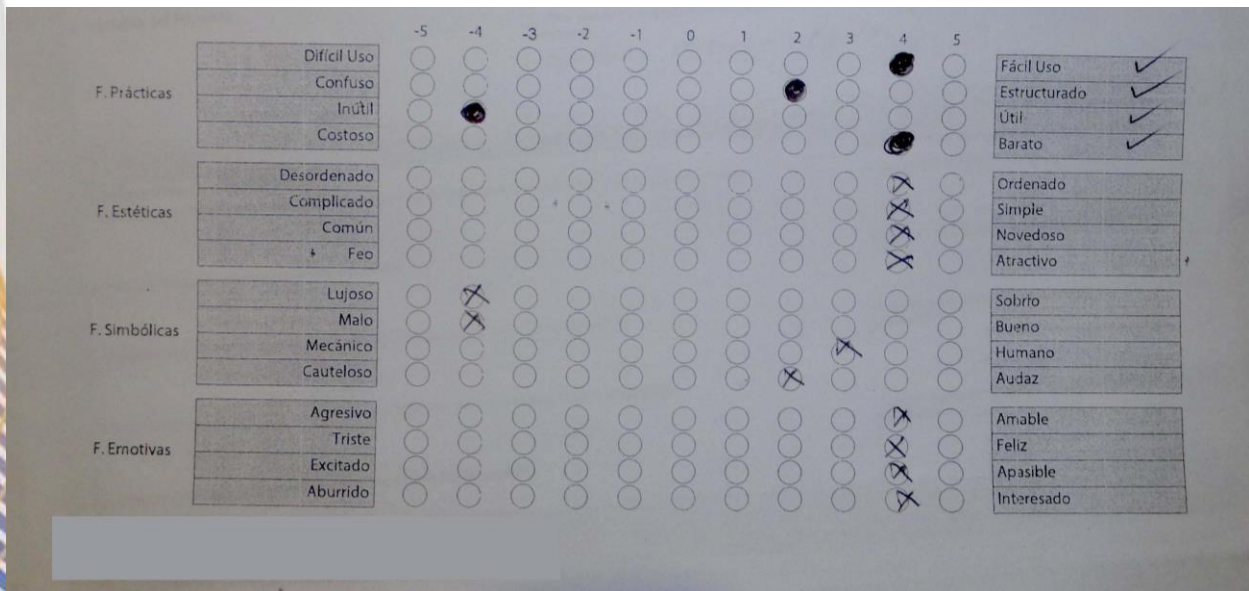 -5 -4 -3 -2 -1 0 1 2 3 4 5
F. Prácticas
Difícil Uso Fácil Uso
Confuso Estructurado
Inútil Útil
Costoso Barato
F. Estéticas
Desordenado Ordenado
Complicado Simple
Común Novedoso
Feo Atractivo
F. Simbólicas
Lujoso Sobrio
Malo Bueno
Mecánico Humano
Cauteloso Audaz
F. Emotivas
Agresivo Amable
Triste Feliz
Excitado Apasible
Aburrido Interesado